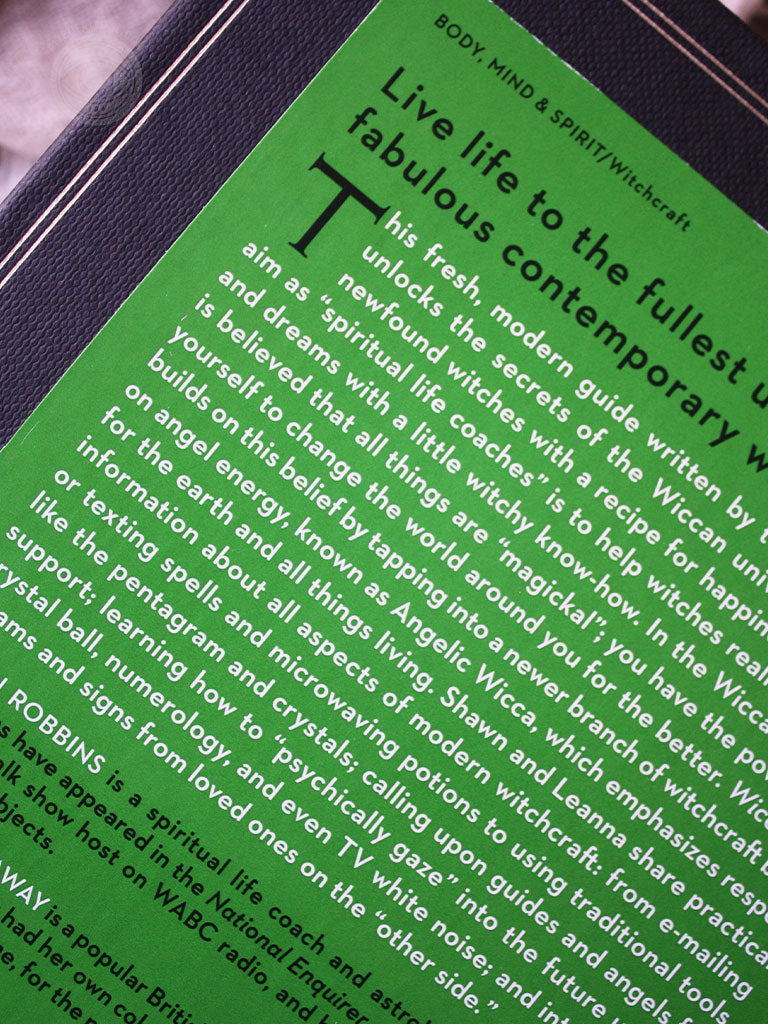 BODY, MIND & SPIRIT/Witchcraft
Live life to the fullest
fabulous contemporary
This fresh, modern guide written by
unlocks the secrets of the Wiccan
newfound witches with a recipe for
aim as “spiritual life coaches” is to help witches
and dreams with a little witchy know-how. In the
is believed that all things are “magickal”; you have the
yourself to change the world around you for the better.
builds on this belief by tapping into a newer branch of witchcraft
on angel energy, known as Angelic Wicca, which emphasizes
for the earth and all things living. Shawn and Leanna share
information about all aspects of modern witchcraft: from e-mailing
or texting spells and microwaving potions to using traditional tools
like the pentagram and crystals; calling upon guides and angels
support; learning how to “psychically gaze” into the future
crystal ball, numerology, and even TV white noise; and
and signs from loved ones on the “other side.”
ROBBINS is a spiritual life coach and
have appeared in the National Enquirer
talk show host on WABC radio, and

is a popular
had her own
for the